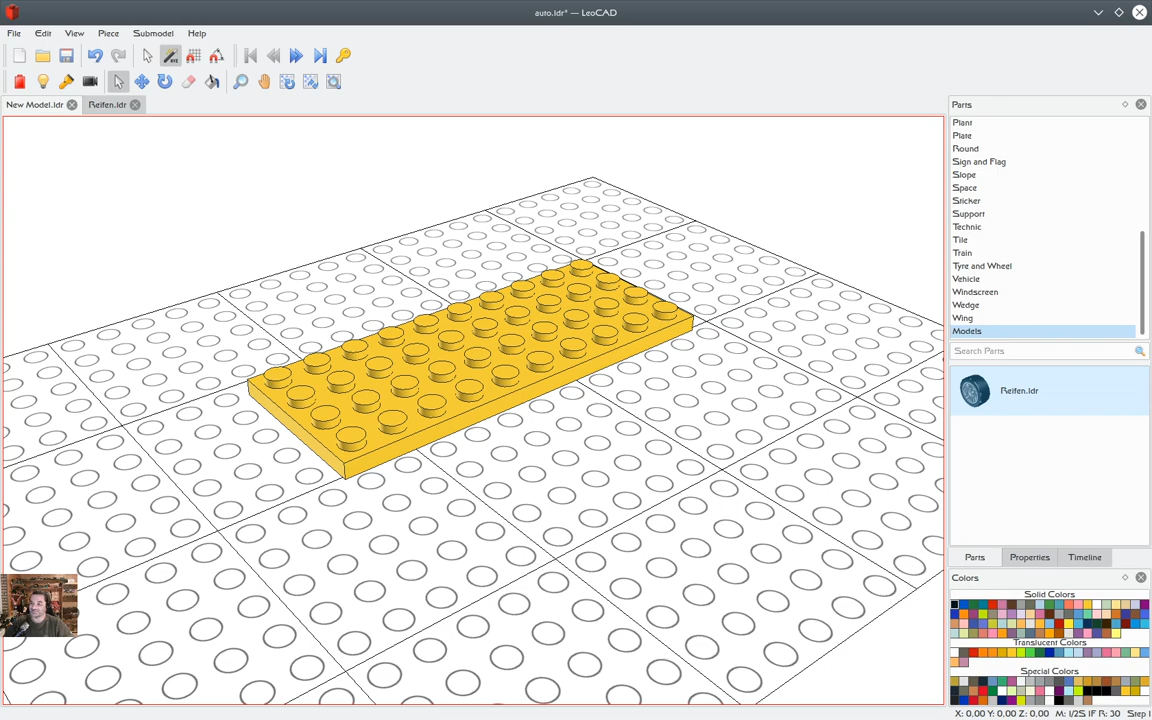 auto.ldr* — LeoCAD
File Edit View Piece Submodel Help
New Model.ldr Reifen.ldr
Parts
Plant
Plate
Round
Sign and Flag
Slope
Space
Sticker
Support
Technic
Tile
Train
Tyre and Wheel
Vehicle
Windscreen
Wedge
Wing
Models
Search Parts
Reifen.ldr
Parts Properties Timeline
Colors
Solid Colors
Translucent Colors
Special Colors
X: 0,00 Y: 0,00 Z: 0,00 M: 1/2S 1F R: 30 Step 1